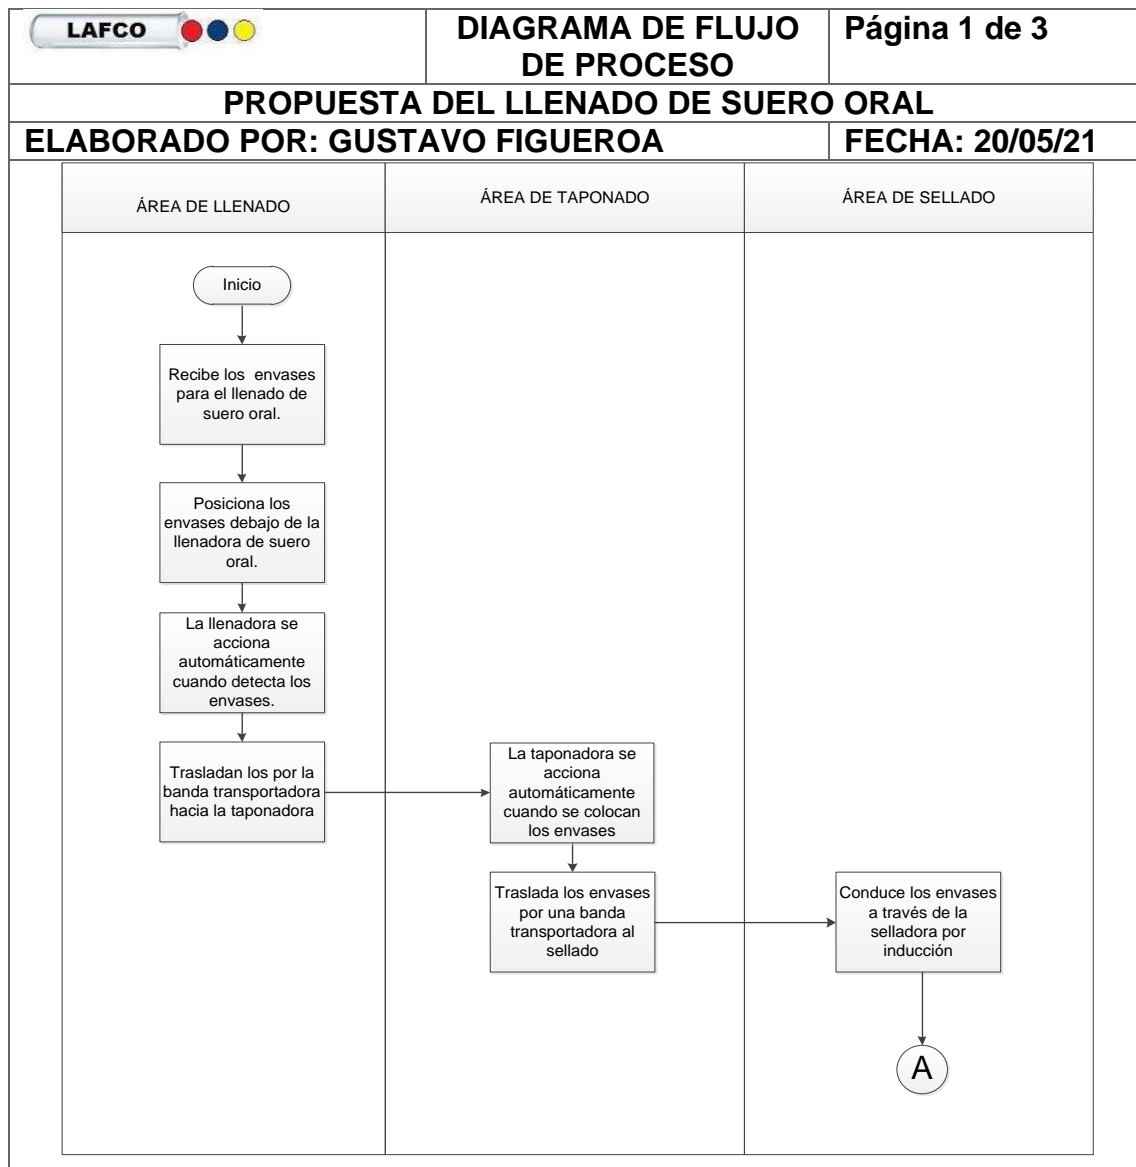 LAFCO
DIAGRAMA DE FLUJO
DE PROCESO
Página 1 de 3
PROPUESTA DEL LLENADO DE SUERO ORAL
ELABORADO POR: GUSTAVO FIGUEROA
FECHA: 20/05/21
ÁREA DE LLENADO
ÁREA DE TAPONADO
ÁREA DE SELLADO
Inicio
Recibe los envases
para el llenado de
suero oral.
Posiciona los
envases debajo de la
llenadora de suero
oral.
La llenadora se
acciona
automáticamente
cuando detecta los
envases.
Trasladan los por la
banda transportadora
hacia la taponadora
La taponadora se
acciona
automáticamente
cuando se colocan
los envases
Traslada los envases
por una banda
transportadora al
sellado
Conduce los envases
a través de la
selladora por
inducción
A